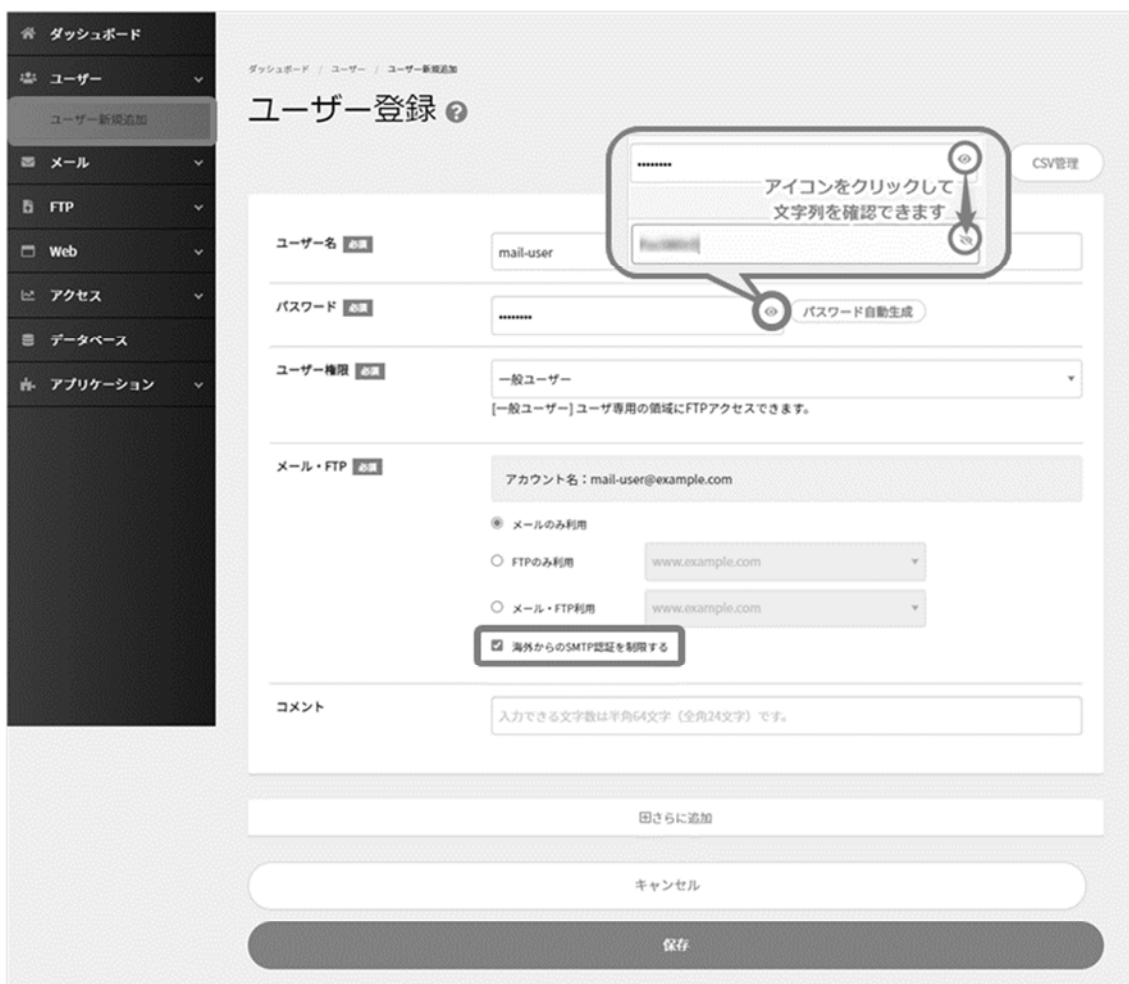 ダッシュボード
ユーザー
ユーザー新規追加
メール
FTP
Web
アクセス
データベース
アプリケーション
ダッシュボード / ユーザー / ユーザー新規追加
ユーザー登録 ?
CSV管理
••••••••
アイコンをクリックして
文字列を確認できます
ユーザー名 必須
mail-user
パスワード 必須
••••••••
パスワード自動生成
ユーザー権限 必須
一般ユーザー
[一般ユーザー] ユーザ専用の領域にFTPアクセスできます。
メール・FTP 必須
アカウント名：mail-user@example.com
メールのみ利用
FTPのみ利用 www.example.com
メール・FTP利用 www.example.com
海外からのSMTP認証を制限する
コメント
入力できる文字数は半角64文字（全角24文字）です。
さらに追加
キャンセル
保存